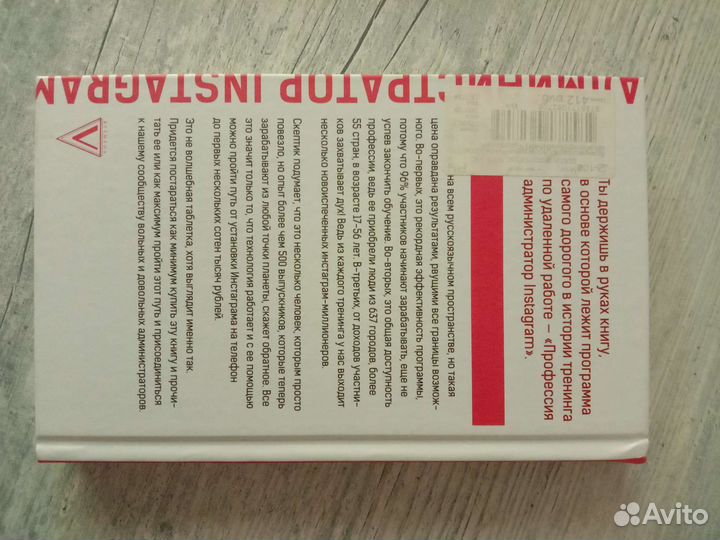 АДМИНИСТРАТОР INSTAGRAM
Ты держишь в руках книгу,
в основе которой лежит программа
самого дорогого в истории тренинга
по удаленной работе – «Профессия
администратор Instagram».
на всем русскоязычном пространстве, но такая
цена оправдана результатами, рвущими все границы возмож-
ного. Во-первых, это рекордная эффективность программы,
потому что 96% участников начинают зарабатывать, еще не
успев закончить обучение. Во-вторых, это общая доступность
профессии, ведь ее приобрели люди из 637 городов, более
55 стран, в возрасте 17–56 лет. В-третьих, от доходов участни-
ков захватывает дух! Ведь из каждого тренинга у нас выходит
несколько новоиспеченных инстаграм-миллионеров.
Скептик подумает, что это несколько человек, которым просто
повезло, но опыт более чем 500 выпускников, которые теперь
зарабатывают из любой точки планеты, скажет обратное. Все
это значит только то, что технология работает и с ее помощью
можно пройти путь от установки Инстаграма на телефон
до первых нескольких сотен тысяч рублей.
Это не волшебная таблетка, хотя выглядит именно так.
Придется постараться как минимум купить эту книгу и прочи-
тать ее или как максимум пройти этот путь и присоединиться
к нашему сообществу вольных и довольных администраторов.
V
Avito